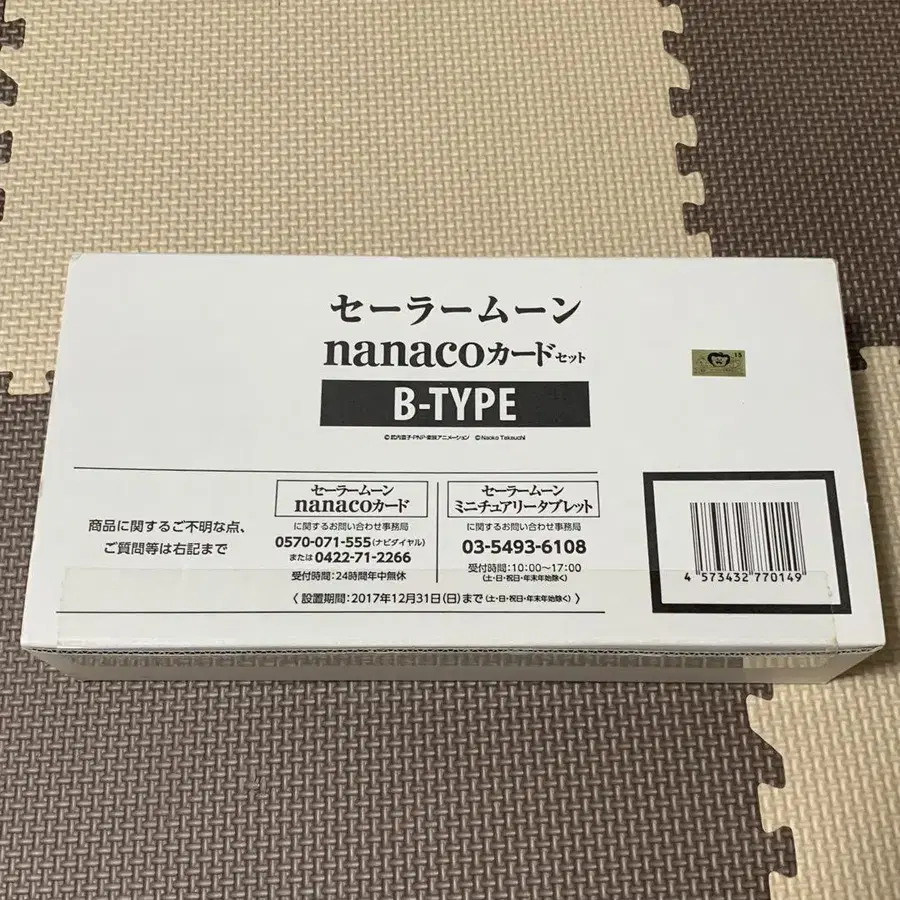 セーラームーン
nanacoカードセット
B-TYPE
©武内直子・PNP・東映アニメーション ©Naoko Takeuchi
商品に関するご不明な点、
ご質問等は右記まで
セーラームーン
nanacoカード
に関するお問い合わせ事務局
0570-071-555(ナビダイヤル)
または0422-71-2266
受付時間:24時間年中無休
セーラームーン
ミニチュアリータブレット
に関するお問い合わせ事務局
03-5493-6108
受付時間:10:00〜17:00
(土・日・祝日・年末年始除く)
〈 設置期間:2017年12月31日(日)まで(土・日・祝日・年末年始除く) 〉
4 573432 770149
15